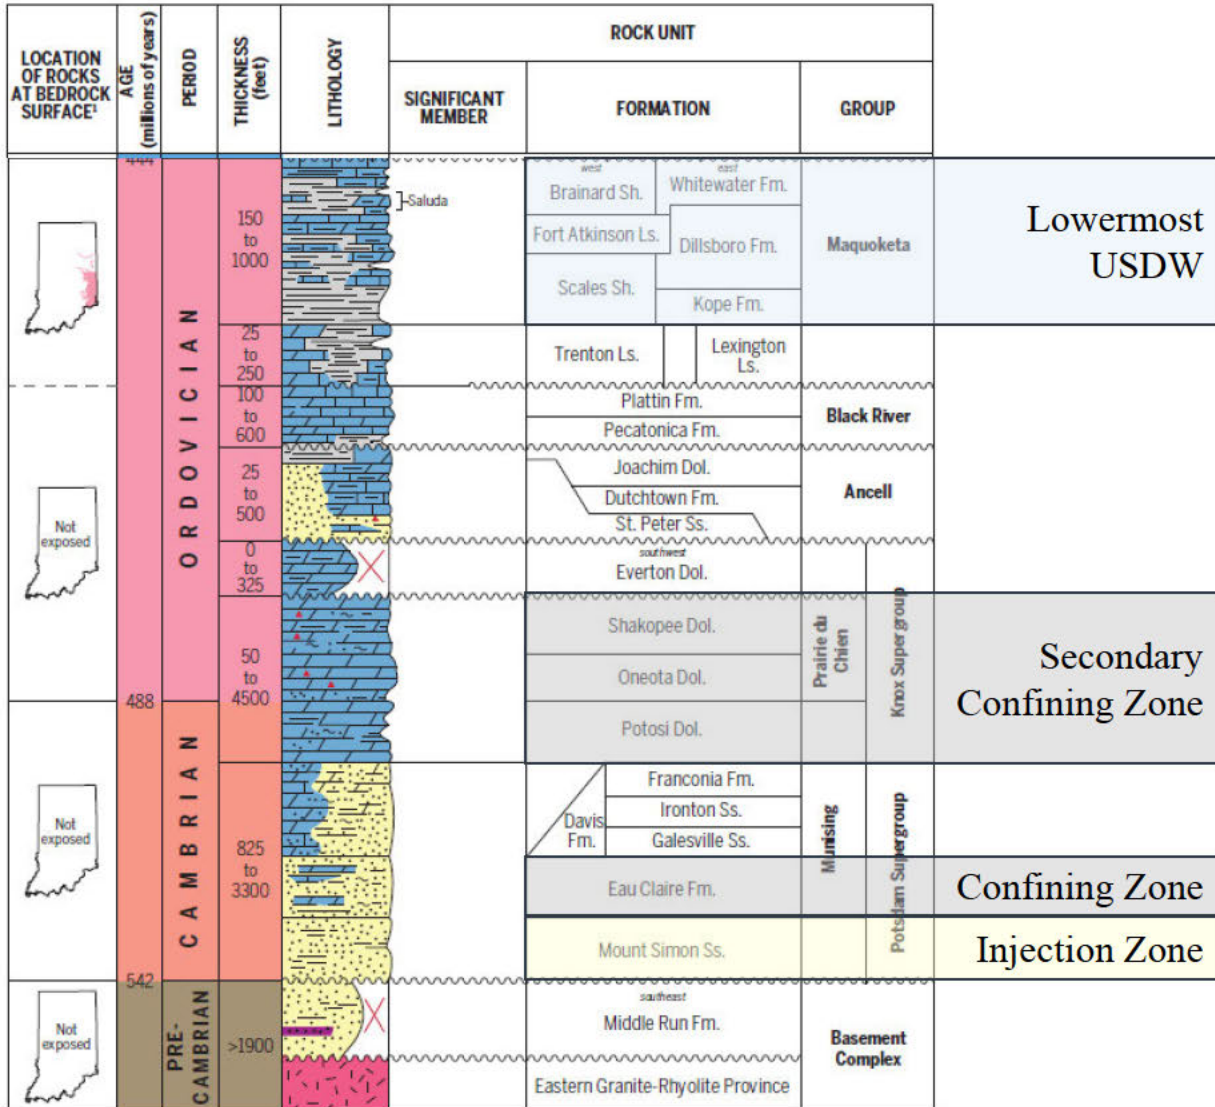 LOCATION
OF ROCKS
AT BEDROCK
SURFACE¹
AGE
(millions of years)
PERIOD
THICKNESS
(feet)
LITHOLOGY
ROCK UNIT
SIGNIFICANT
MEMBER
FORMATION
GROUP
444
ORDOVICIAN
150
to
1000
Saluda
west
Brainard Sh.
Fort Atkinson Ls.
Scales Sh.
east
Whitewater Fm.
Dillsboro Fm.
Kope Fm.
Maquoketa
Lowermost
USDW
25
to
250
Trenton Ls.
Lexington
Ls.
100
to
600
Plattin Fm.
Pecatonica Fm.
Black River
Not
exposed
25
to
500
Joachim Dol.
Dutchtown Fm.
St. Peter Ss.
Ancell
0
to
325
southwest
Everton Dol.
50
to
4500
Shakopee Dol.
Oneota Dol.
Potosi Dol.
Prairie du
Chien
Knox Supergroup
Secondary
Confining Zone
488
CAMBRIAN
Not
exposed
825
to
3300
Davis
Fm.
Franconia Fm.
Ironton Ss.
Galesville Ss.
Eau Claire Fm.
Mount Simon Ss.
Munising
Potsdam Supergroup
Confining Zone
Injection Zone
542
Not
exposed
PRE-
CAMBRIAN
>1900
southeast
Middle Run Fm.
Eastern Granite-Rhyolite Province
Basement
Complex